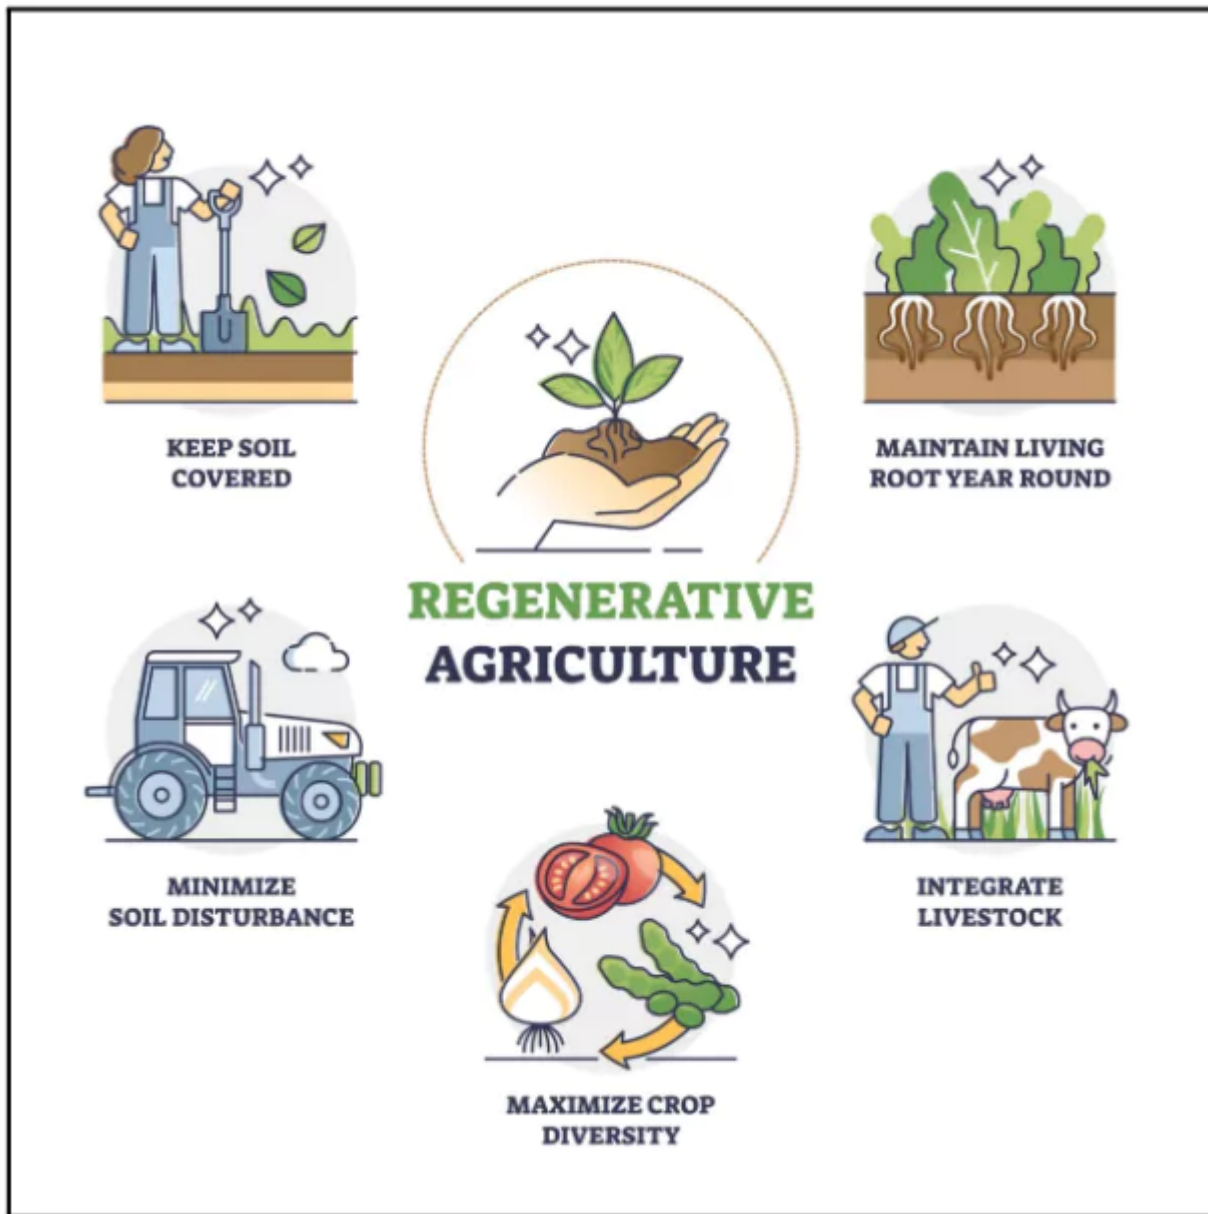 KEEP SOIL
COVERED
MAINTAIN LIVING
ROOT YEAR ROUND
REGENERATIVE
AGRICULTURE
MINIMIZE
SOIL DISTURBANCE
INTEGRATE
LIVESTOCK
MAXIMIZE CROP
DIVERSITY